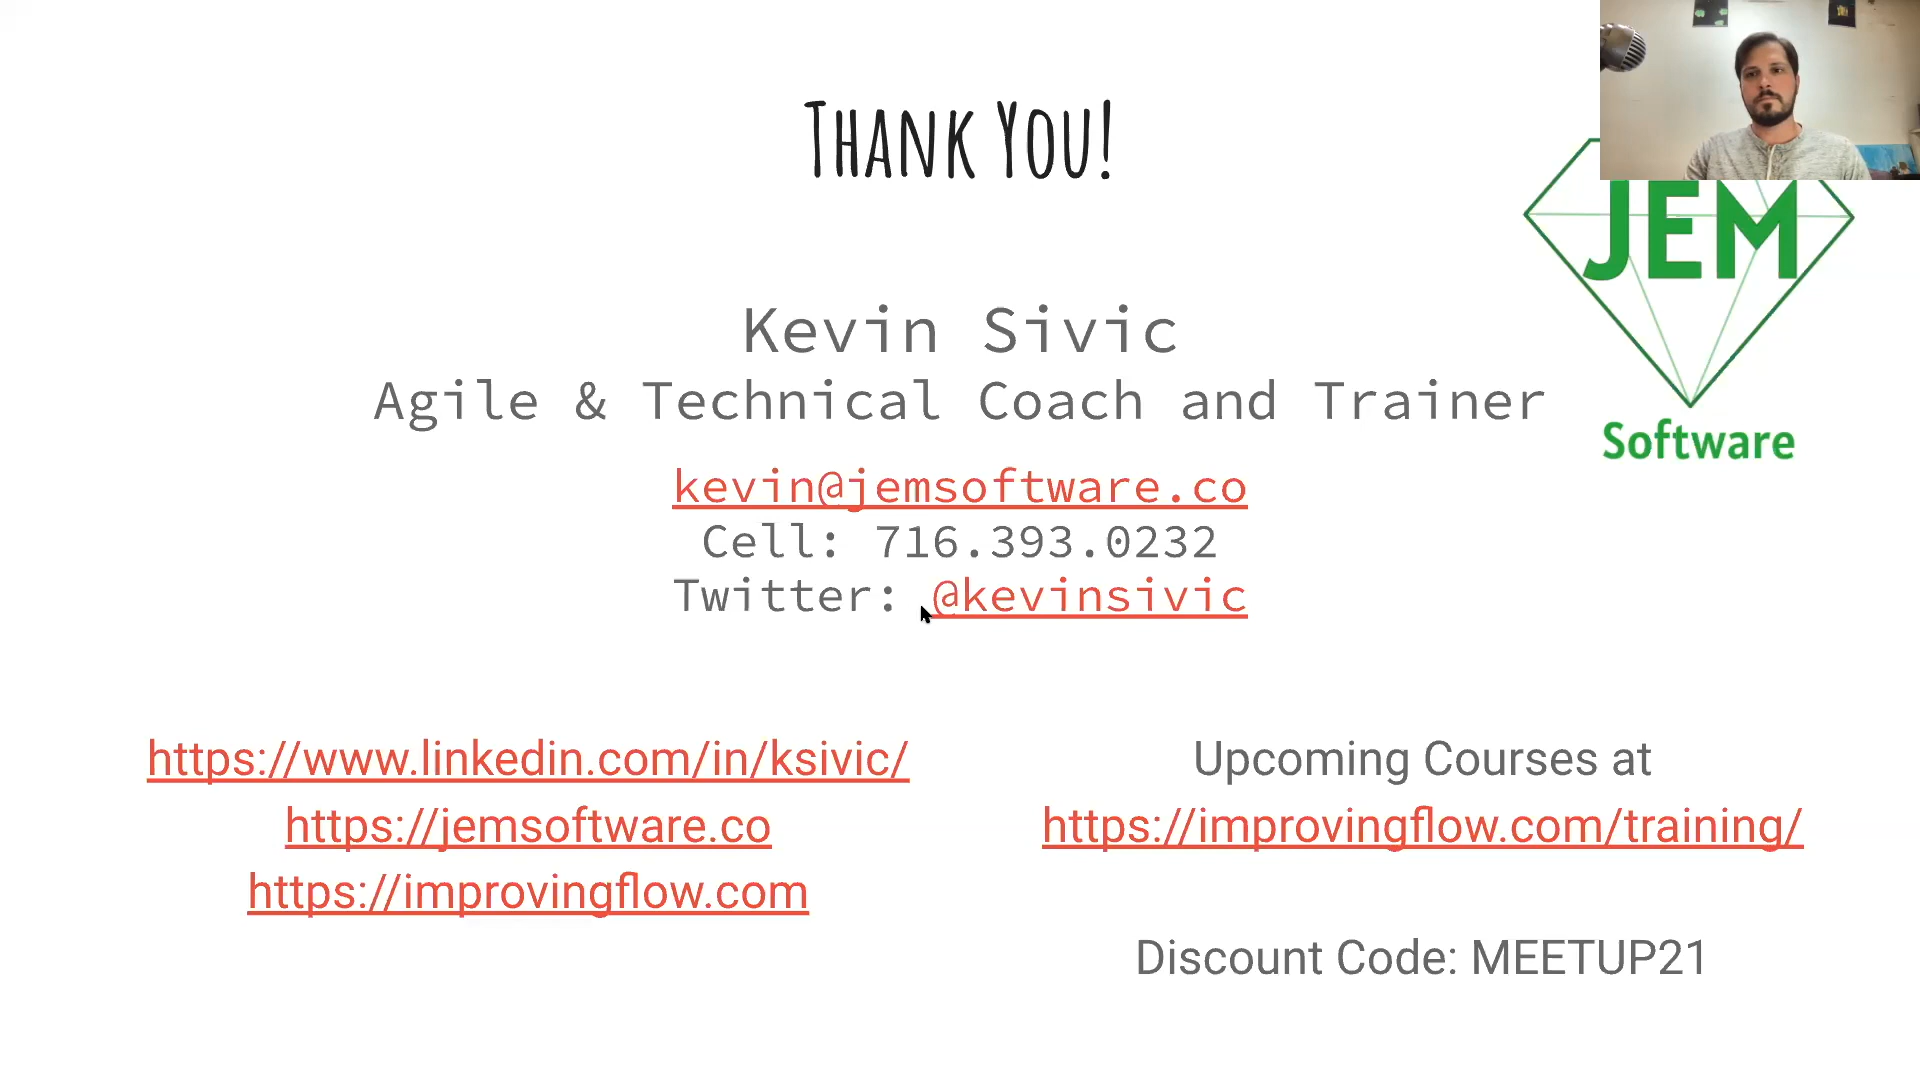 THANK YOU!
JEM
Software
Kevin Sivic
Agile & Technical Coach and Trainer
kevin@jemsoftware.co
Cell: 716.393.0232
Twitter: @kevinsivic
https://www.linkedin.com/in/ksivic/
https://jemsoftware.co
https://improvingflow.com
Upcoming Courses at
https://improvingflow.com/training/
Discount Code: MEETUP21